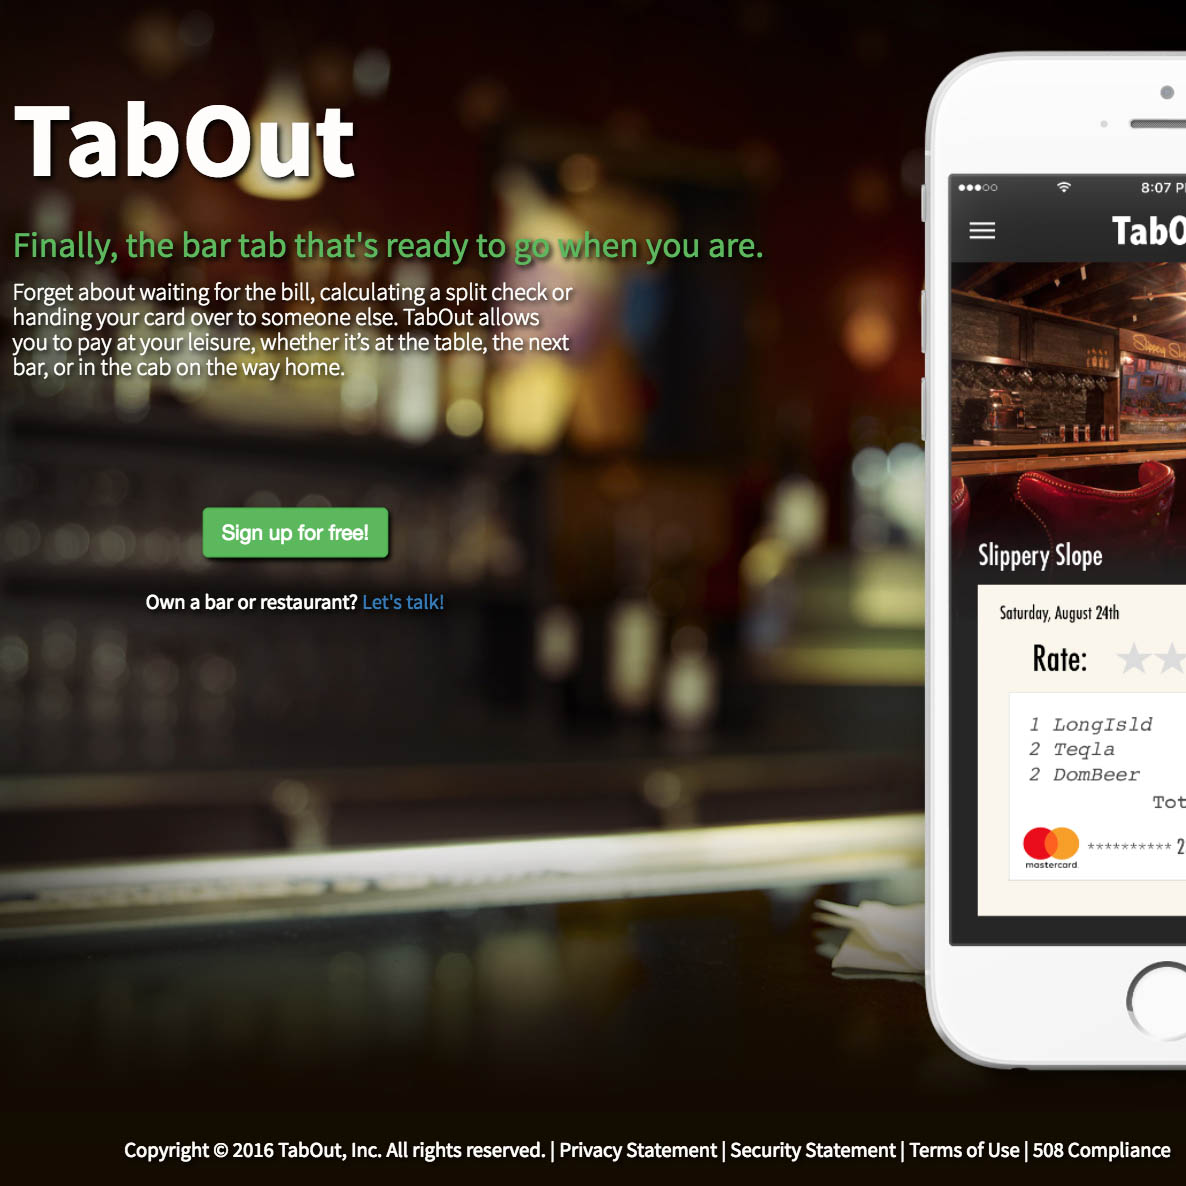 TabOut
Finally, the bar tab that's ready to go when you are.
Forget about waiting for the bill, calculating a split check or
handing your card over to someone else. TabOut allows
you to pay at your leisure, whether it’s at the table, the next
bar, or in the cab on the way home.
Sign up for free!
Own a bar or restaurant? Let's talk!
8:07 P
TabO
Slippery
Slippery Slope
Saturday, August 24th
Rate:
1 LongIsld
2 Teqla
2 DomBeer
Tot
mastercard
********** 2
Copyright © 2016 TabOut, Inc. All rights reserved. | Privacy Statement | Security Statement | Terms of Use | 508 Compliance